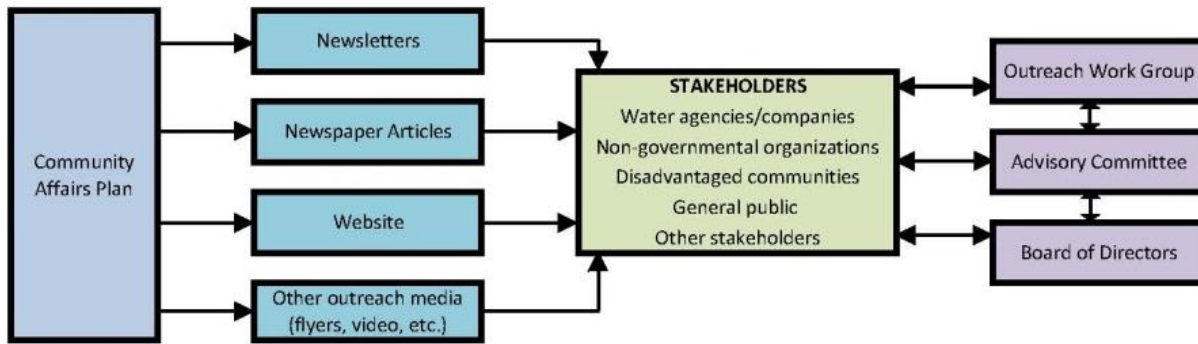 Community
Affairs Plan
Newsletters
Newspaper Articles
Website
Other outreach media
(flyers, video, etc.)
STAKEHOLDERS
Water agencies/companies
Non-governmental organizations
Disadvantaged communities
General public
Other stakeholders
Outreach Work Group
Advisory Committee
Board of Directors